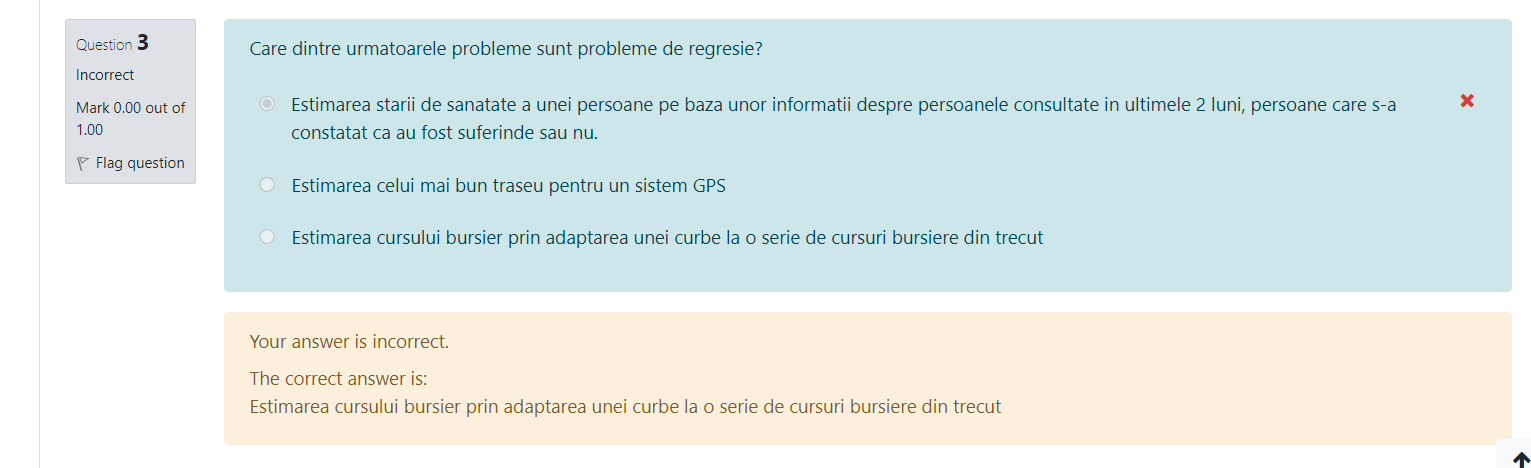 Question 3
Incorrect
Mark 0.00 out of
1.00
Flag question
Care dintre urmatoarele probleme sunt probleme de regresie?
Estimarea starii de sanatate a unei persoane pe baza unor informatii despre persoanele consultate in ultimele 2 luni, persoane care s-a
constatat ca au fost suferinde sau nu.
Estimarea celui mai bun traseu pentru un sistem GPS
Estimarea cursului bursier prin adaptarea unei curbe la o serie de cursuri bursiere din trecut
Your answer is incorrect.
The correct answer is:
Estimarea cursului bursier prin adaptarea unei curbe la o serie de cursuri bursiere din trecut